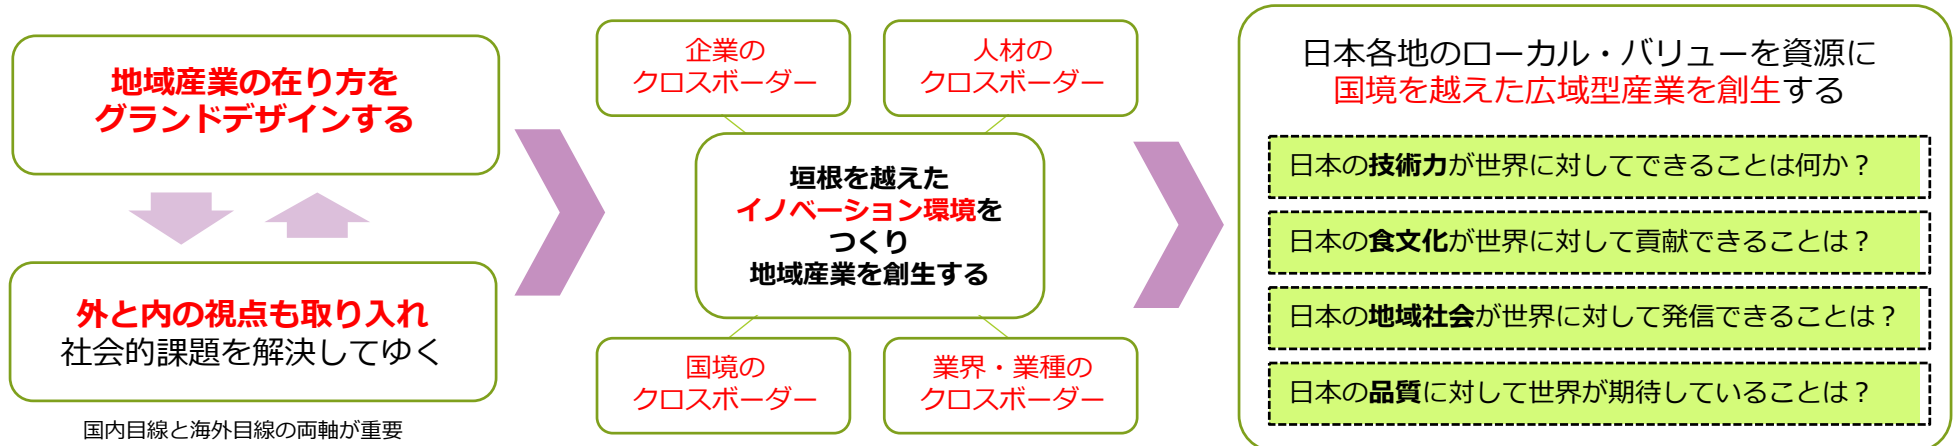 地域産業の在り方を
グランドデザインする
外と内の視点も取り入れ
社会的課題を解決してゆく
国内目線と海外目線の両軸が重要
企業の
クロスボーダー
人材の
クロスボーダー
垣根を越えた
イノベーション環境を
つくり
地域産業を創生する
国境の
クロスボーダー
業界・業種の
クロスボーダー
日本各地のローカル・バリューを資源に
国境を越えた広域型産業を創生する
日本の技術力が世界に対してできることは何か？
日本の食文化が世界に対して貢献できることは？
日本の地域社会が世界に対して発信できることは？
日本の品質に対して世界が期待していることは？